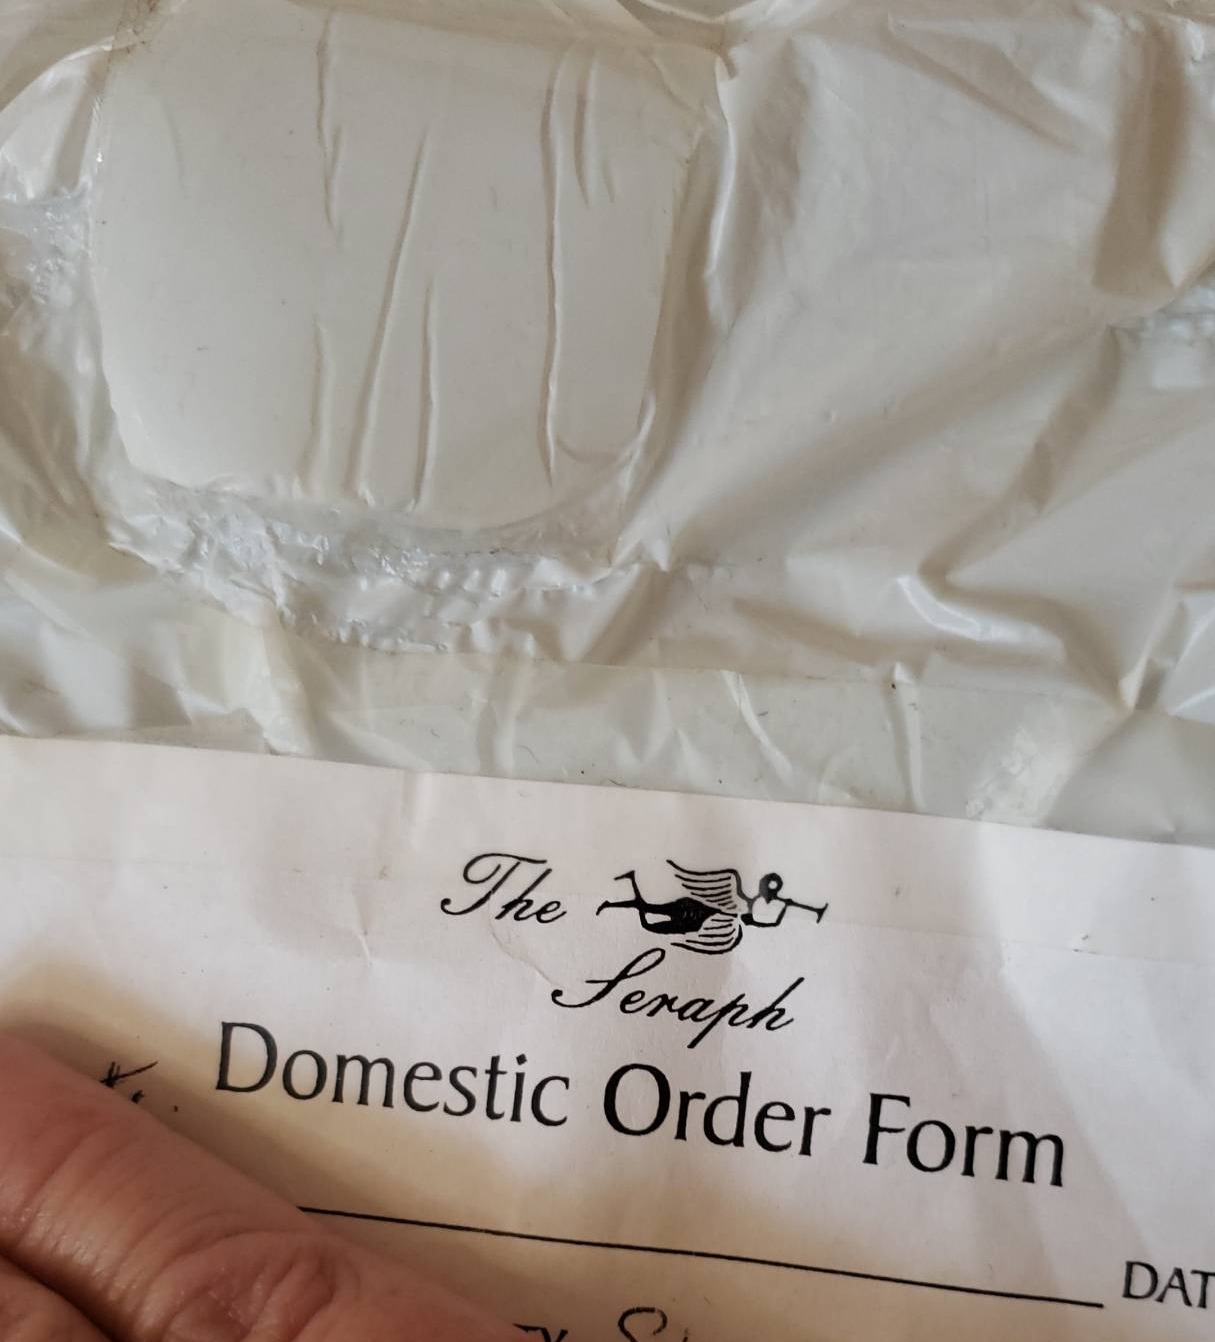 The
Seraph
Domestic Order Form
DAT